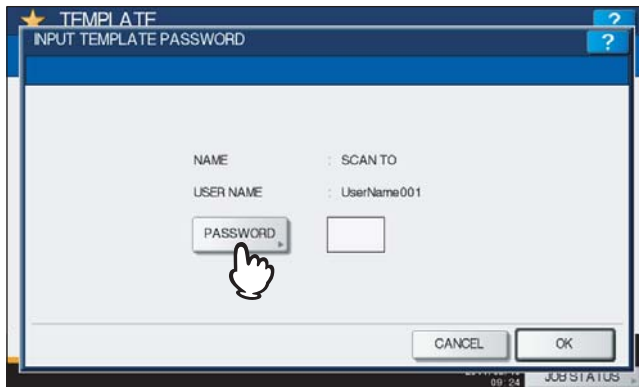 TEMPLATE ?
INPUT TEMPLATE PASSWORD ?
NAME : SCAN TO
USER NAME : UserName001
PASSWORD
CANCEL OK
09:24 JOB STATUS